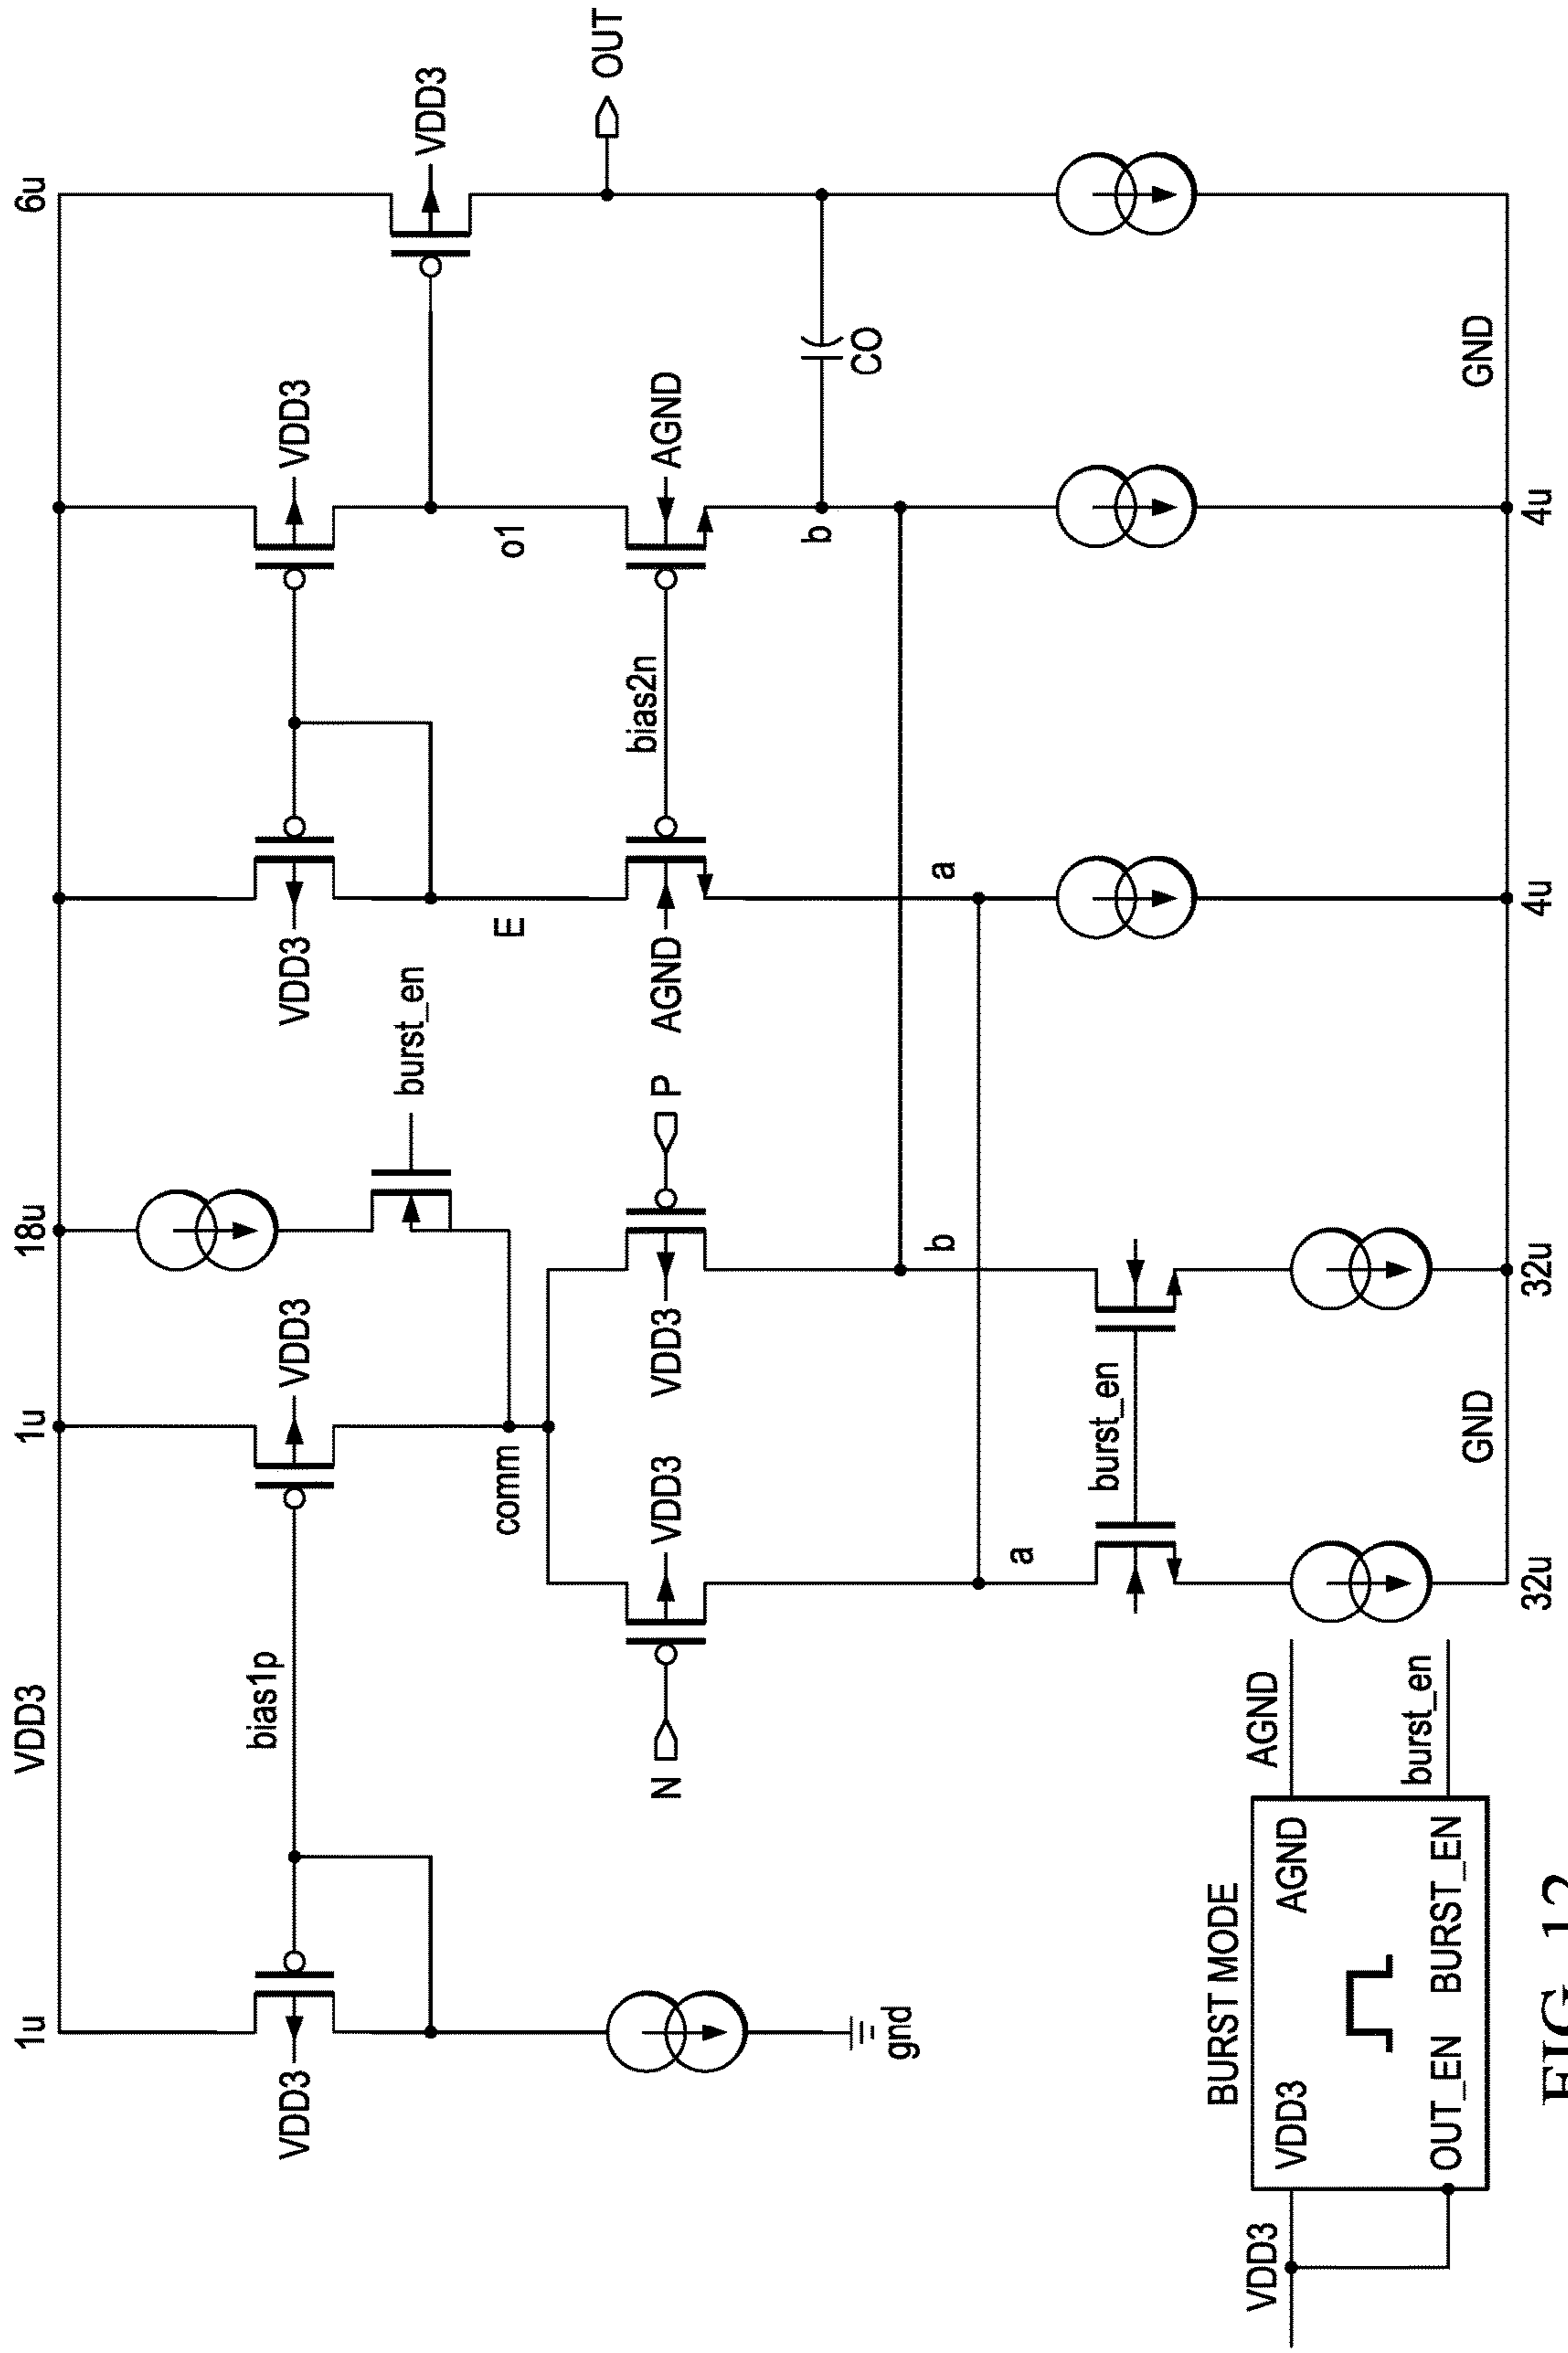 1u
VDD3
1u
18u
6u
bias1p
VDD3
VDD3
VDD3
VDD3
burst_en
VDD3
comm
E
o1
OUT
bias2n
N
VDD3
VDD3
P
AGND
AGND
b
CO
gnd
b
a
a
burst_en
BURST MODE
VDD3
AGND
VDD3
AGND
burst_en
OUT_EN BURST_EN
GND
GND
32u
32u
4u
4u
FIG. 12